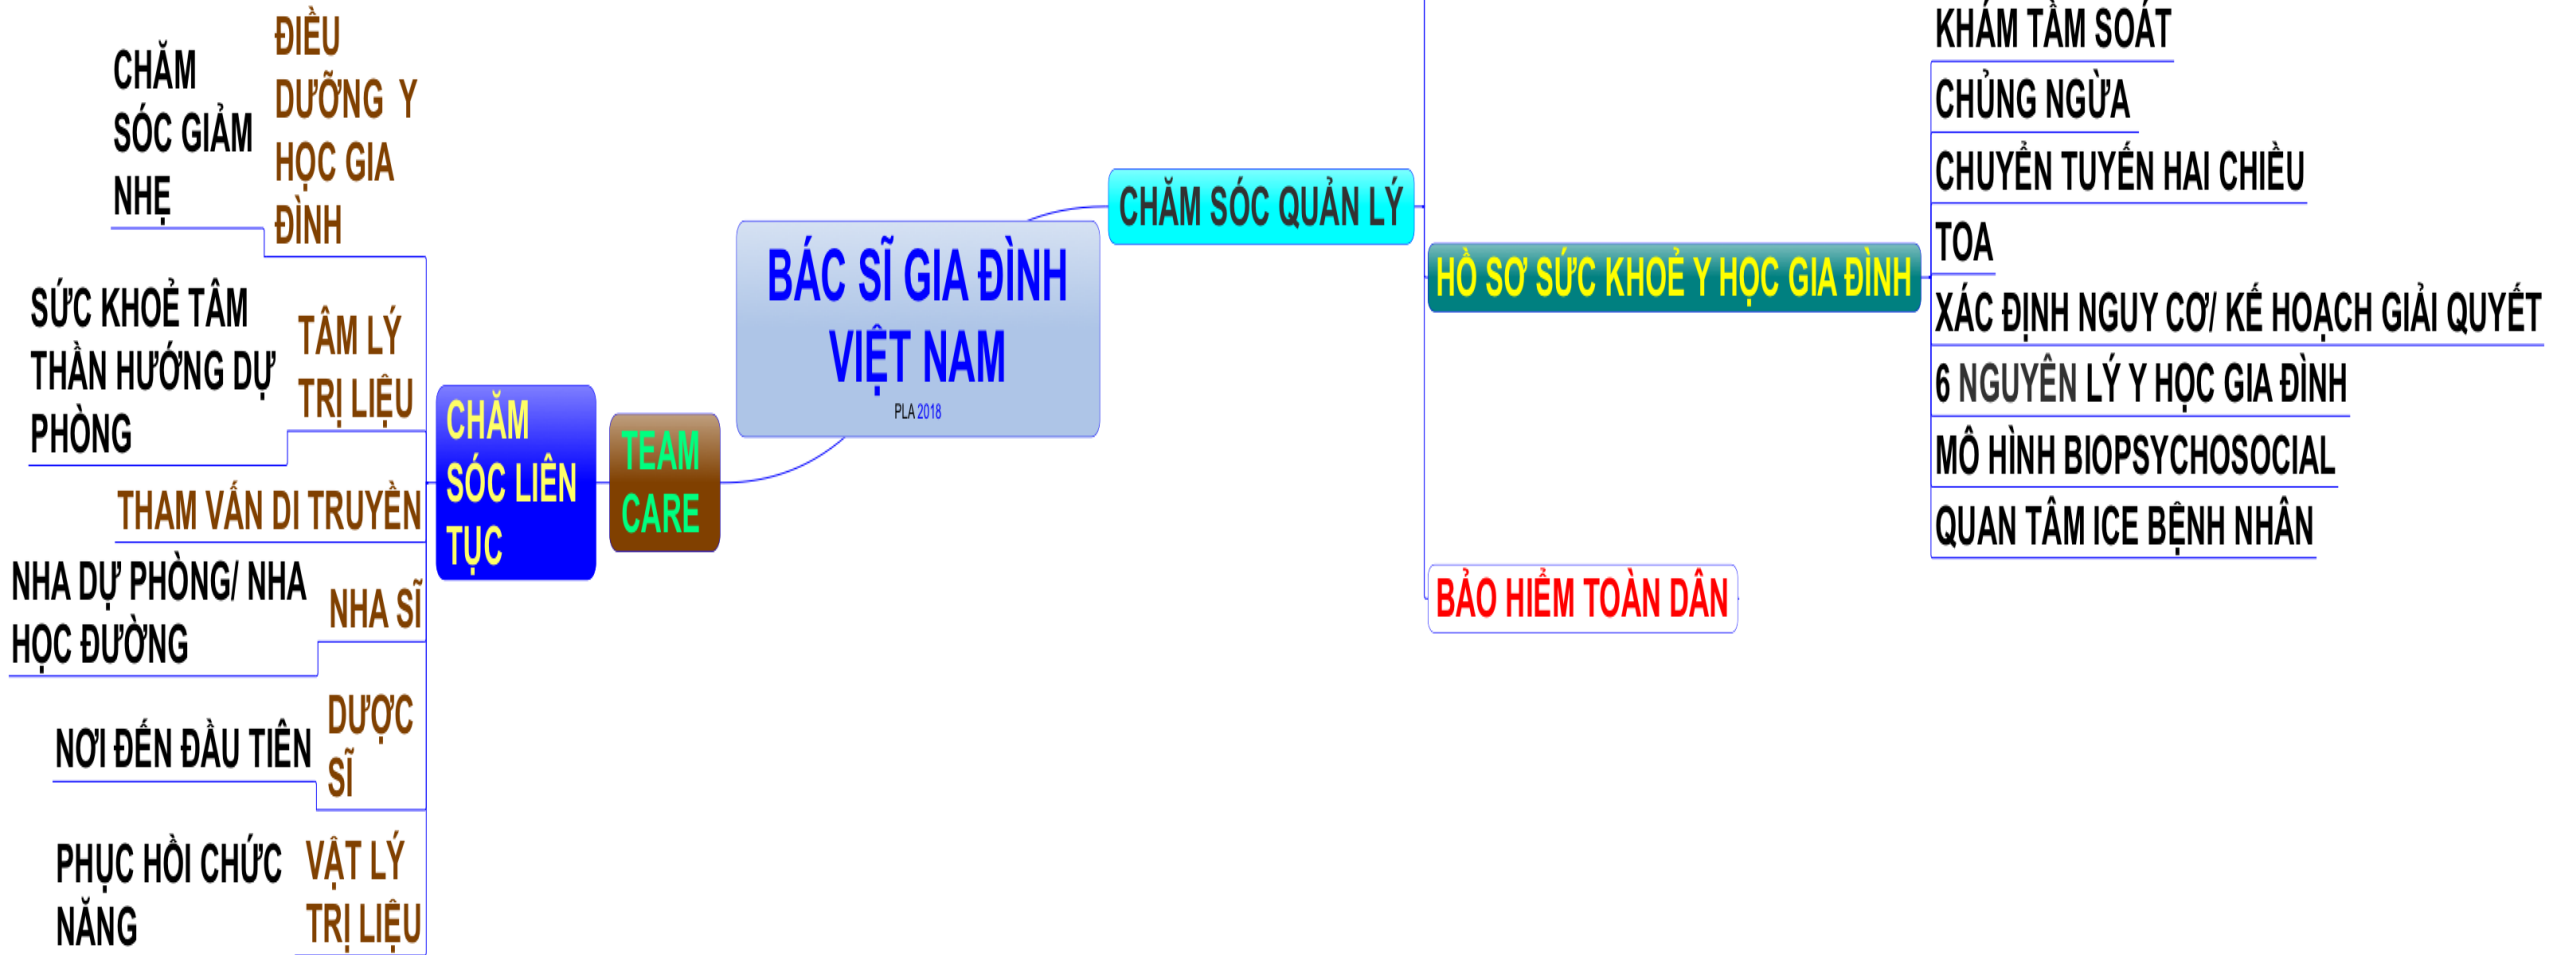 ĐIỀU
DƯỠNG Y
HỌC GIA
ĐÌNH
CHĂM
SÓC GIẢM
NHẸ
TÂM LÝ
TRỊ LIỆU
SỨC KHOẺ TÂM
THẦN HƯỚNG DỰ
PHÒNG
THAM VẤN DI TRUYỀN
NHA SĨ
NHA DỰ PHÒNG/ NHA
HỌC ĐƯỜNG
DƯỢC
SĨ
NƠI ĐẾN ĐẦU TIÊN
VẬT LÝ
TRỊ LIỆU
PHỤC HỒI CHỨC
NĂNG
CHĂM
SÓC LIÊN
TỤC
TEAM
CARE
BÁC SĨ GIA ĐÌNH
VIỆT NAM
PLA 2018
CHĂM SÓC QUẢN LÝ
HỒ SƠ SỨC KHOẺ Y HỌC GIA ĐÌNH
KHÁM TẦM SOÁT
CHỦNG NGỪA
CHUYỂN TUYẾN HAI CHIỀU
TOA
XÁC ĐỊNH NGUY CƠ/ KẾ HOẠCH GIẢI QUYẾT
6 NGUYÊN LÝ Y HỌC GIA ĐÌNH
MÔ HÌNH BIOPSYCHOSOCIAL
QUAN TÂM ICE BỆNH NHÂN
BẢO HIỂM TOÀN DÂN